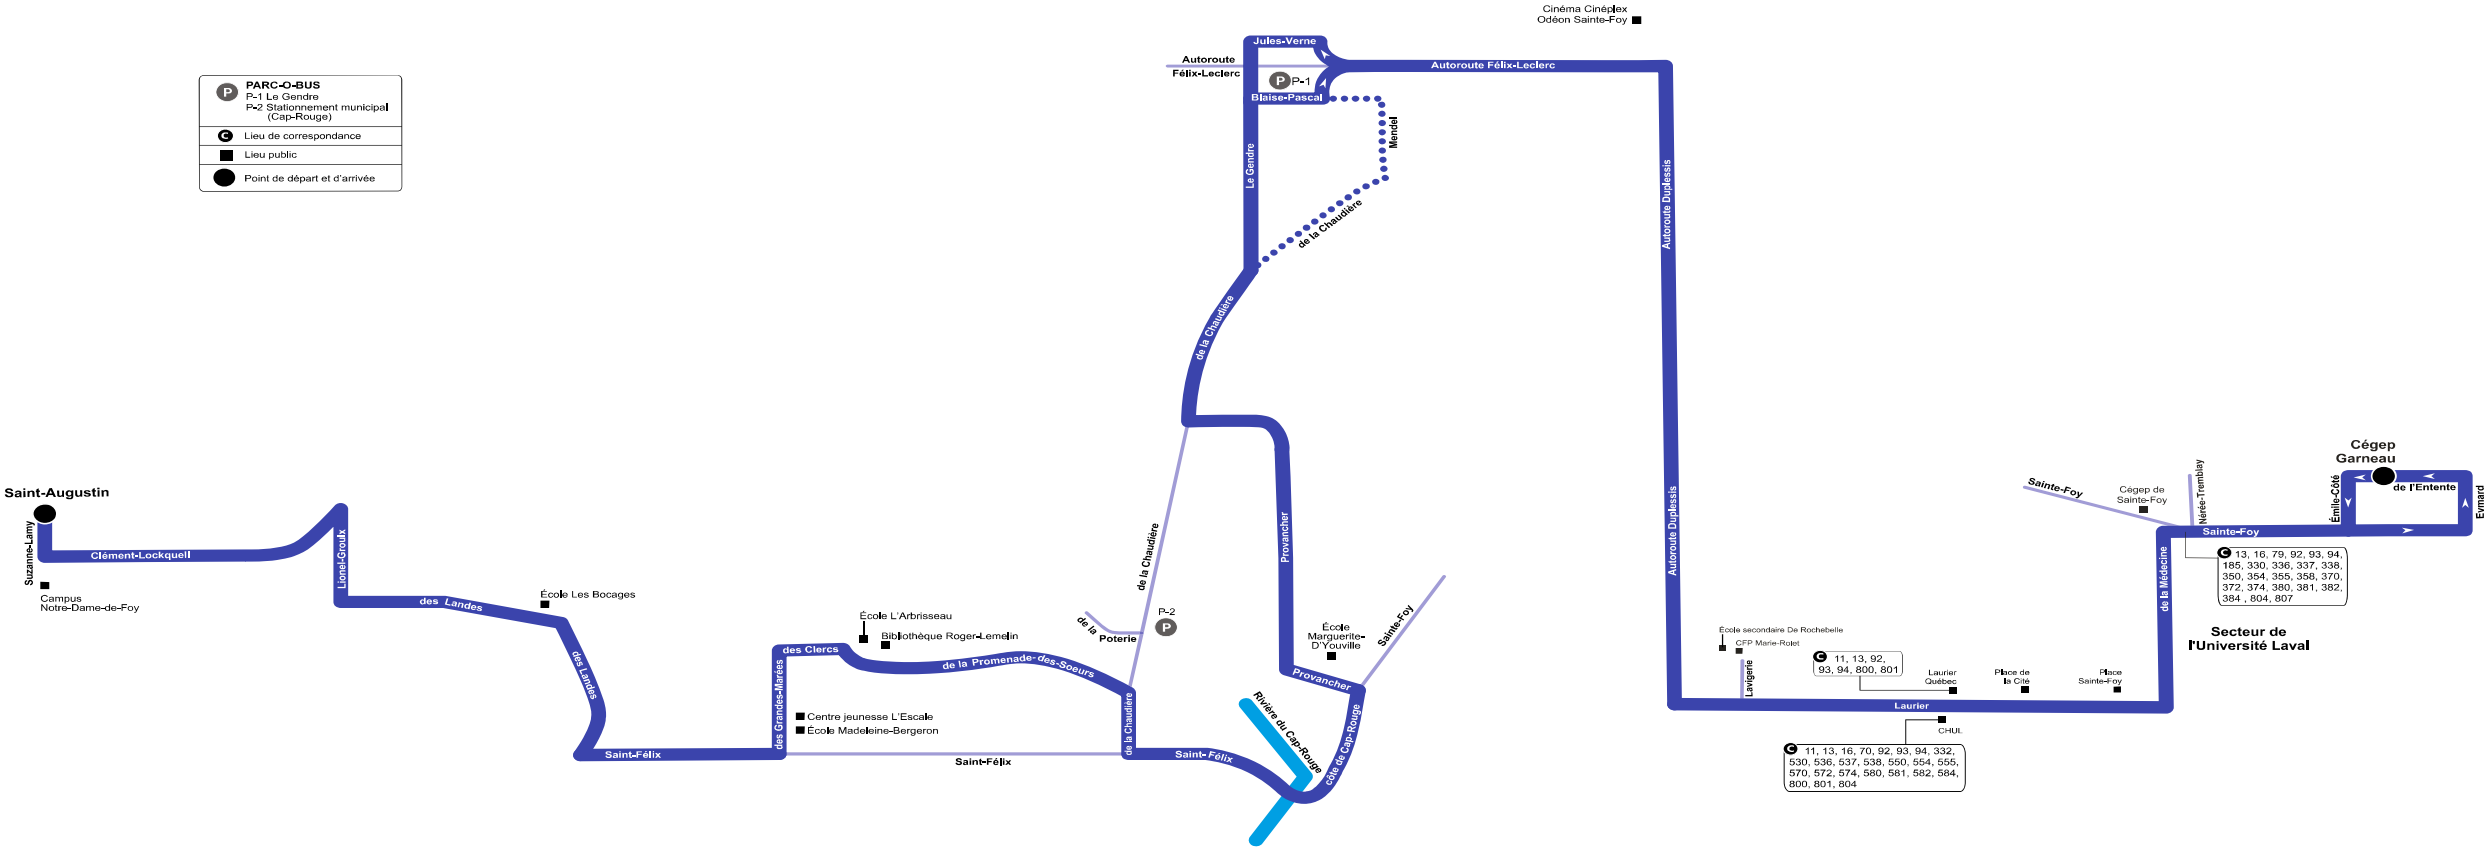 Cinéma Cinéplex
Odéon Sainte-Foy
Jules-Verne
Autoroute
Félix-Leclerc
P P-1
Autoroute Félix-Leclerc
Blaise-Pascal
P PARC-O-BUS
P-1 Le Gendre
P-2 Stationnement municipal
(Cap-Rouge)
C Lieu de correspondance
Lieu public
Point de départ et d'arrivée
Mendel
Le Gendre
de la Chaudière
de la Chaudière
Autoroute Duplessis
Autoroute Duplessis
Saint-Augustin
Suzanne-Lamy
Clément-Lockquell
Campus
Notre-Dame-de-Foy
Lionel-Groulx
des Landes
École Les Bocages
des Landes
Saint-Félix
des Grandes-Marées
des Clercs
École L'Arbrisseau
Bibliothèque Roger-Lemelin
de la Promenade-des-Soeurs
Centre jeunesse L'Escale
École Madeleine-Bergeron
Saint-Félix
de la Chaudière
de la Chaudière
de la Poterie
P-2
P
Saint-Félix
Rivière du Cap-Rouge
côte de Cap-Rouge
Provancher
Provancher
École
Marguerite-
D'Youville
Sainte-Foy
École secondaire De Rochebelle
CFP Marie-Rolet
Lavigerie
C 11, 13, 92,
93, 94, 800, 801
Laurier
Québec
Place de
la Cité
Place
Sainte-Foy
Laurier
CHUL
C 11, 13, 16, 70, 92, 93, 94, 332,
530, 536, 537, 538, 550, 554, 555,
570, 572, 574, 580, 581, 582, 584,
800, 801, 804
de la Médecine
Secteur de
l'Université Laval
Sainte-Foy
Cégep de
Sainte-Foy
Nérée-Tremblay
Sainte-Foy
C 13, 16, 79, 92, 93, 94,
185, 330, 336, 337, 338,
350, 354, 355, 358, 370,
372, 374, 380, 381, 382,
384 , 804, 807
Émile-Côté
Cégep
Garneau
de l'Entente
Evmard